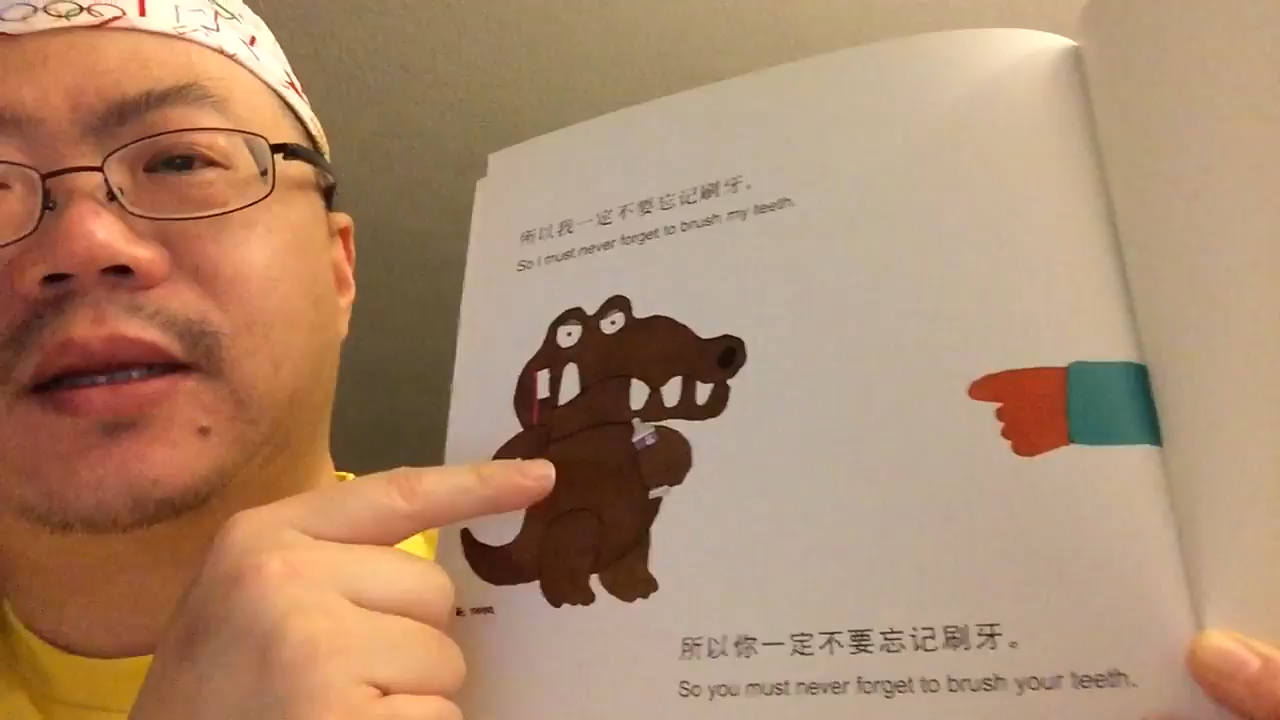 所以我一定不要忘记刷牙。
So I must never forget to brush my teeth.
所以你一定不要忘记刷牙。
So you must never forget to brush your teeth.